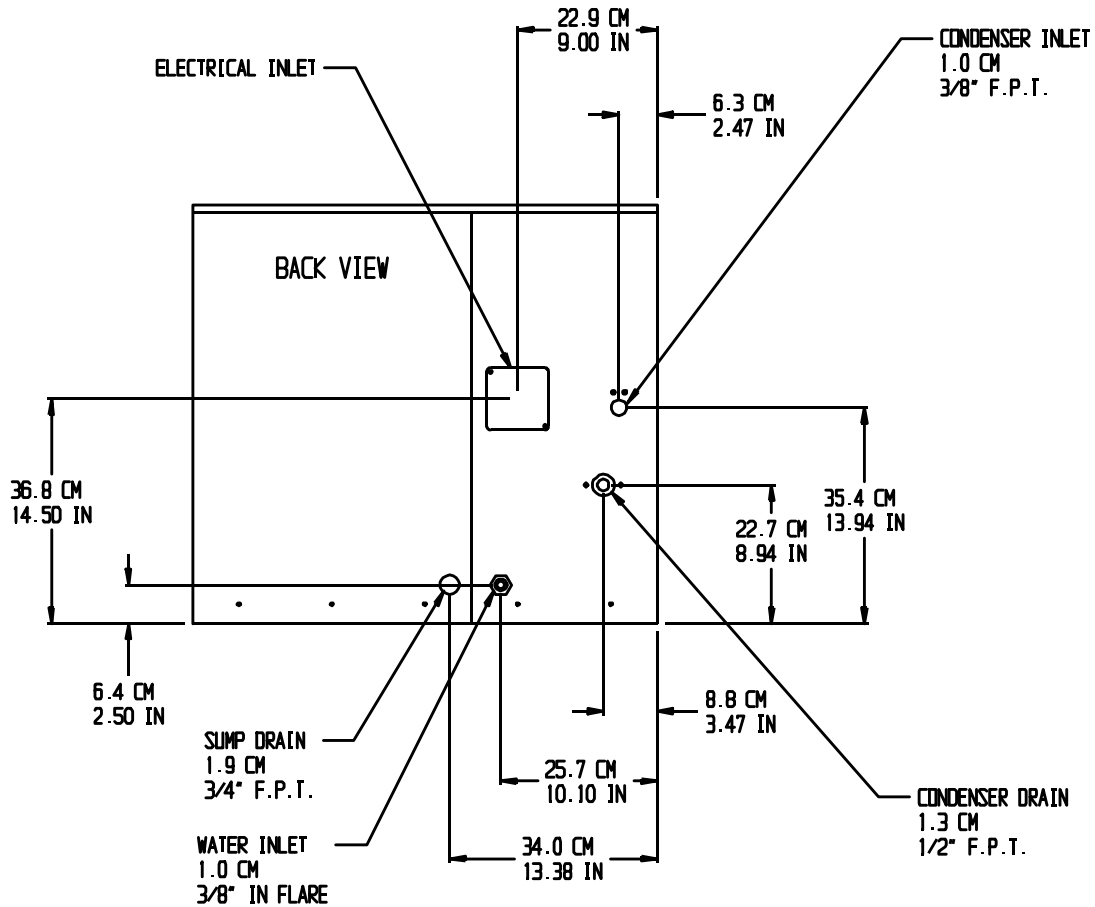 22.9 CM
9.00 IN
CONDENSER INLET
1.0 CM
3/8" F.P.T.
ELECTRICAL INLET
6.3 CM
2.47 IN
BACK VIEW
36.8 CM
14.50 IN
35.4 CM
13.94 IN
22.7 CM
8.94 IN
6.4 CM
2.50 IN
8.8 CM
3.47 IN
SUMP DRAIN
1.9 CM
3/4" F.P.T.
25.7 CM
10.10 IN
CONDENSER DRAIN
1.3 CM
1/2" F.P.T.
WATER INLET
1.0 CM
3/8" IN FLARE
34.0 CM
13.38 IN